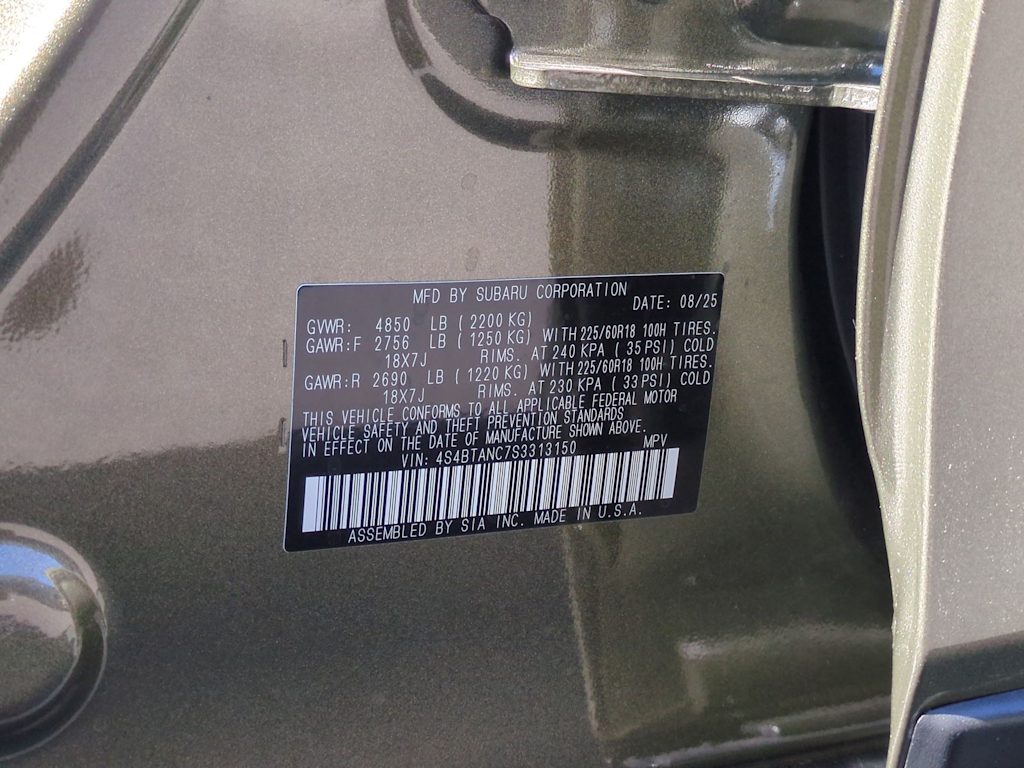 MFD BY SUBARU CORPORATION
DATE: 08/25
GVWR: 4850 LB ( 2200 KG)
GAWR:F 2756 LB ( 1250 KG) WITH 225/60R18 100H TIRES.
18X7J RIMS. AT 240 KPA ( 35 PSI) COLD
GAWR:R 2690 LB ( 1220 KG) WITH 225/60R18 100H TIRES.
18X7J RIMS. AT 230 KPA ( 33 PSI) COLD
THIS VEHICLE CONFORMS TO ALL APPLICABLE FEDERAL MOTOR
VEHICLE SAFETY AND THEFT PREVENTION STANDARDS
IN EFFECT ON THE DATE OF MANUFACTURE SHOWN ABOVE.
VIN: 4S4BTANC7S3313150 MPV
ASSEMBLED BY SIA INC. MADE IN U.S.A.